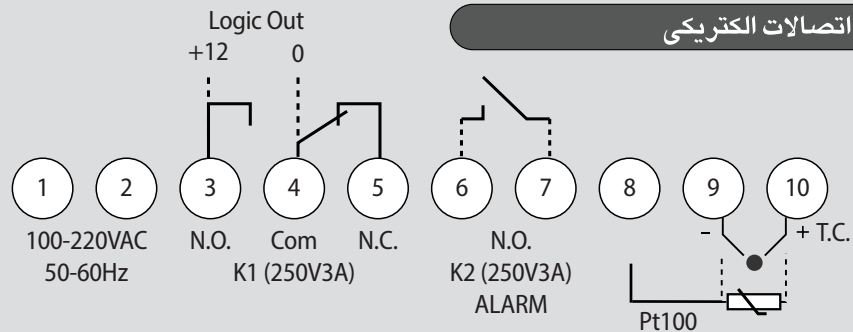 اتصالات الکتریکی
Logic Out
+12 0
1 2 3 4 5 6 7 8 9 10
100-220VAC N.O. Com N.C. N.O. - + T.C.
50-60Hz K1 (250V3A) K2 (250V3A)
ALARM
Pt100